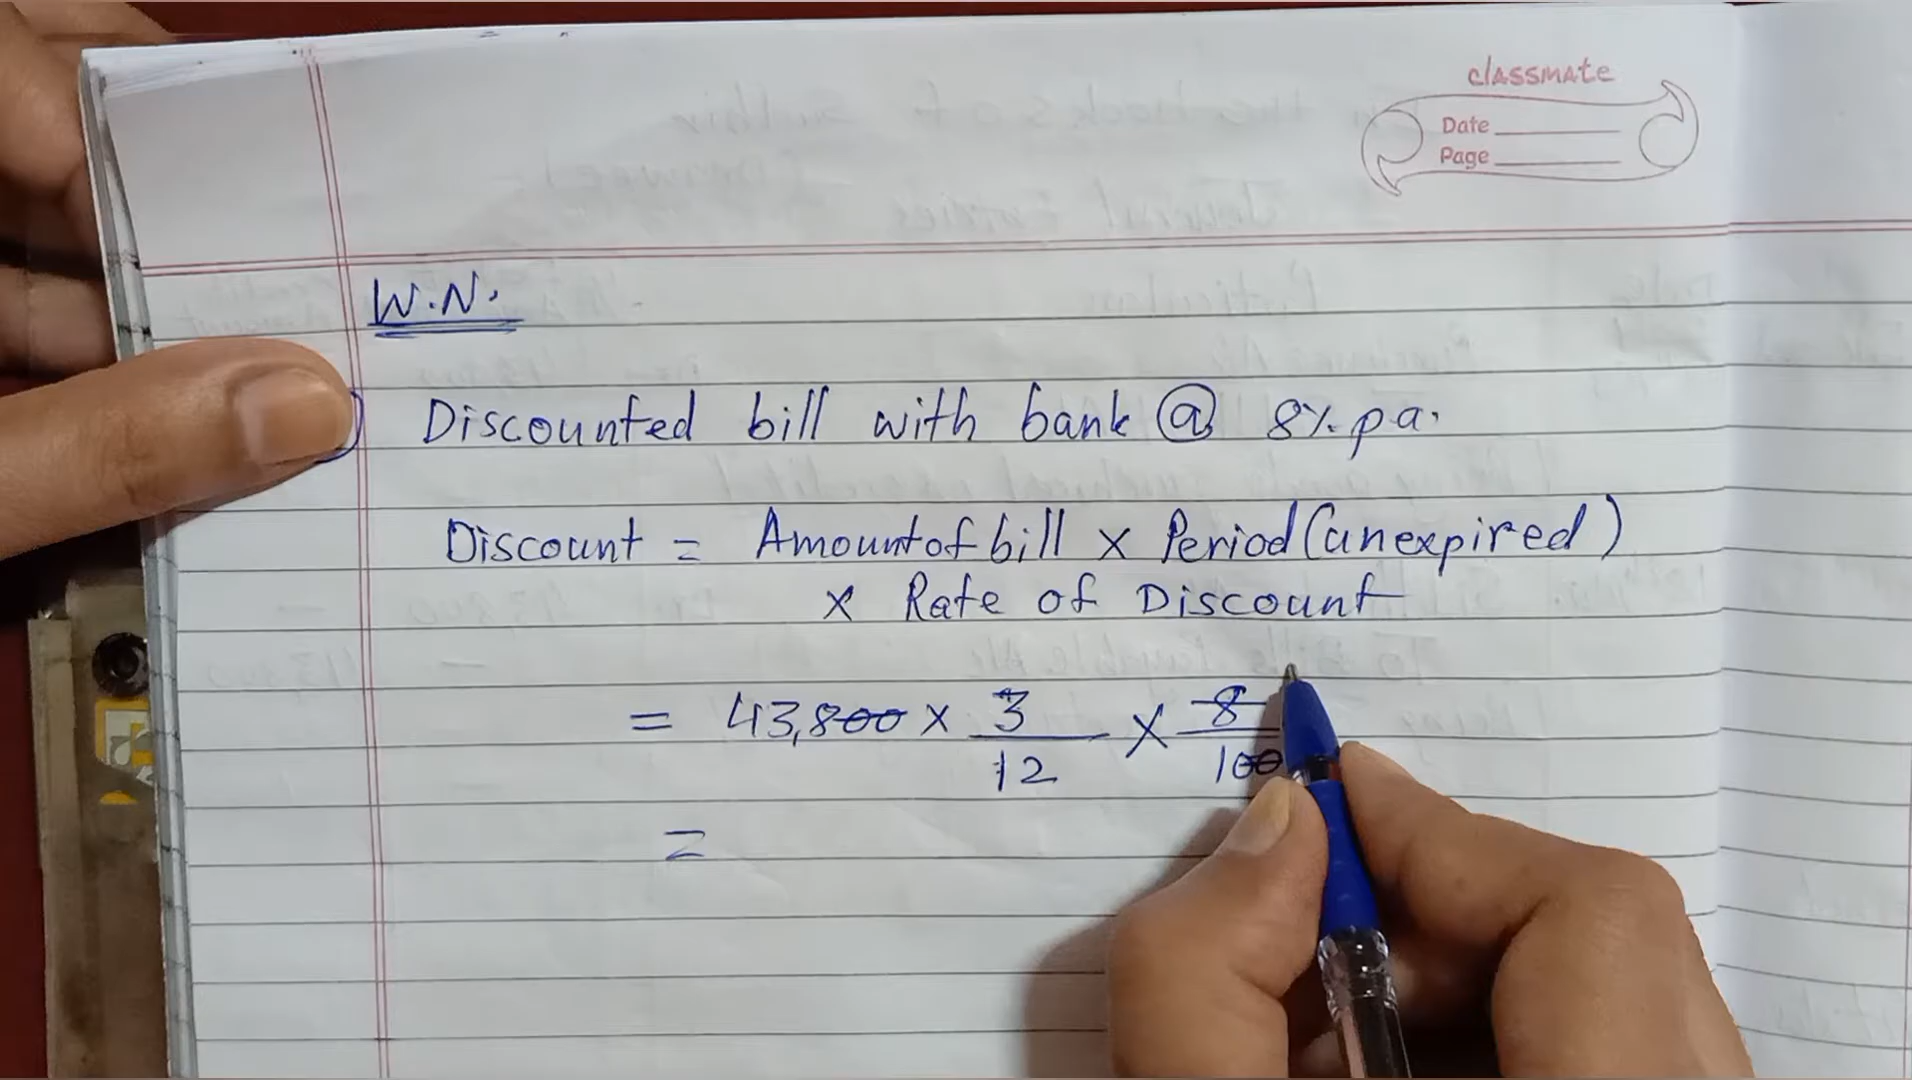 classmate
Date
Page
W.N.
Discounted bill with bank @ 8% p.a.
Discount = Amount of bill × Period (unexpired)
× Rate of Discount
= 43,800 × 3/12 × 8/100
=